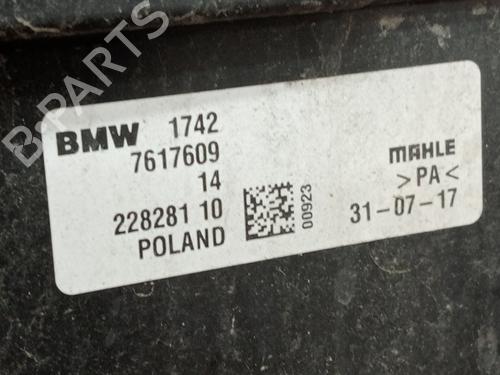 B-PARTS
BMW 1742
7617609
14
228281 10
POLAND
00923
MAHLE
>PA<
31-07-17